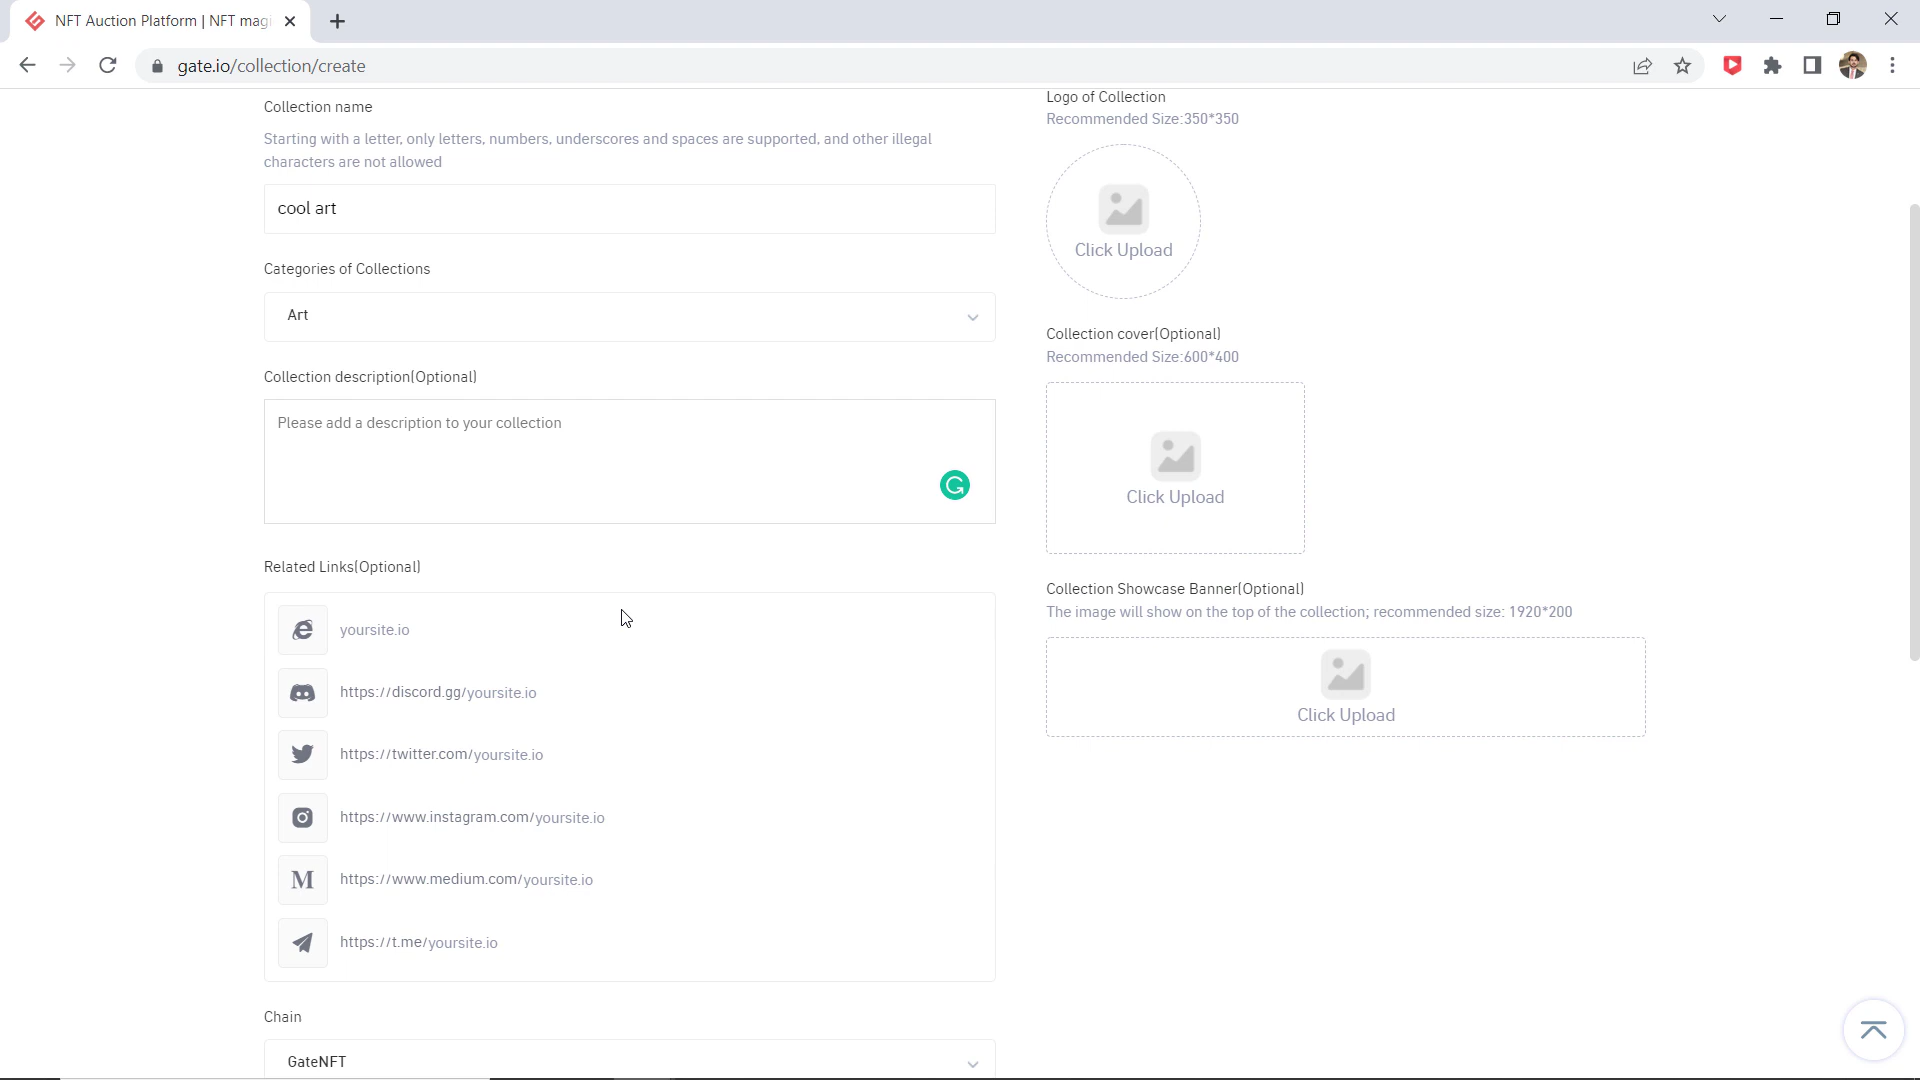 NFT Auction Platform | NFT magi
gate.io/collection/create
Collection name
Starting with a letter, only letters, numbers, underscores and spaces are supported, and other illegal
characters are not allowed
cool art
Categories of Collections
Art
Collection description(Optional)
Please add a description to your collection
Related Links(Optional)
yoursite.io
https://discord.gg/yoursite.io
https://twitter.com/yoursite.io
https://www.instagram.com/yoursite.io
M
https://www.medium.com/yoursite.io
https://t.me/yoursite.io
Chain
GateNFT
Logo of Collection
Recommended Size:350*350
Click Upload
Collection cover(Optional)
Recommended Size:600*400
Click Upload
Collection Showcase Banner(Optional)
The image will show on the top of the collection; recommended size: 1920*200
Click Upload